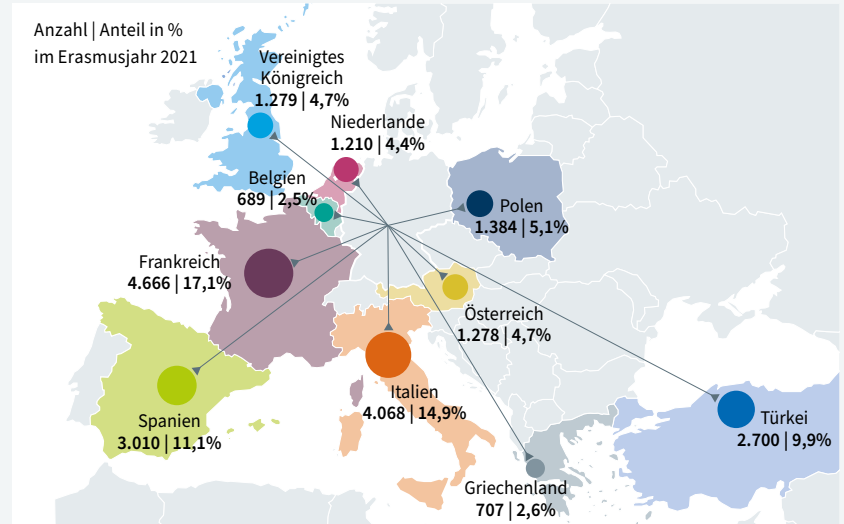 Anzahl | Anteil in %
im Erasmusjahr 2021
Vereinigtes
Königreich
1.279 | 4,7%
Niederlande
1.210 | 4,4%
Belgien
689 | 2,5%
Polen
1.384 | 5,1%
Frankreich
4.666 | 17,1%
Österreich
1.278 | 4,7%
Italien
4.068 | 14,9%
Spanien
3.010 | 11,1%
Türkei
2.700 | 9,9%
Griechenland
707 | 2,6%